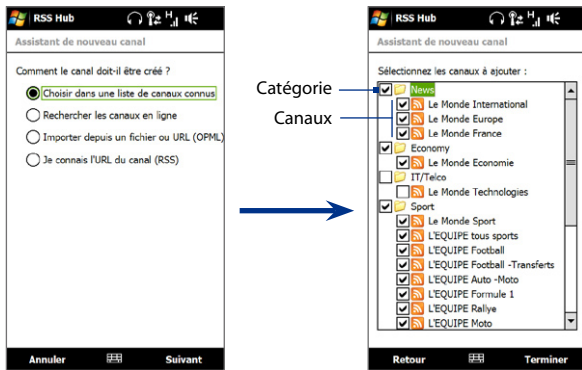 RSS Hub
Assistant de nouveau canal
Comment le canal doit-il être créé ?
Choisir dans une liste de canaux connus
Rechercher les canaux en ligne
Importer depuis un fichier ou URL (OPML)
Je connais l'URL du canal (RSS)
Annuler
Suivant
Catégorie
Canaux
RSS Hub
Assistant de nouveau canal
Sélectionnez les canaux à ajouter :
News
Le Monde International
Le Monde Europe
Le Monde France
Economy
Le Monde Economie
IT/Telco
Le Monde Technologies
Sport
Le Monde Sport
L'EQUIPE tous sports
L'EQUIPE Football
L'EQUIPE Football -Transferts
L'EQUIPE Auto -Moto
L'EQUIPE Formule 1
L'EQUIPE Rallye
L'EQUIPE Moto
Retour
Terminer